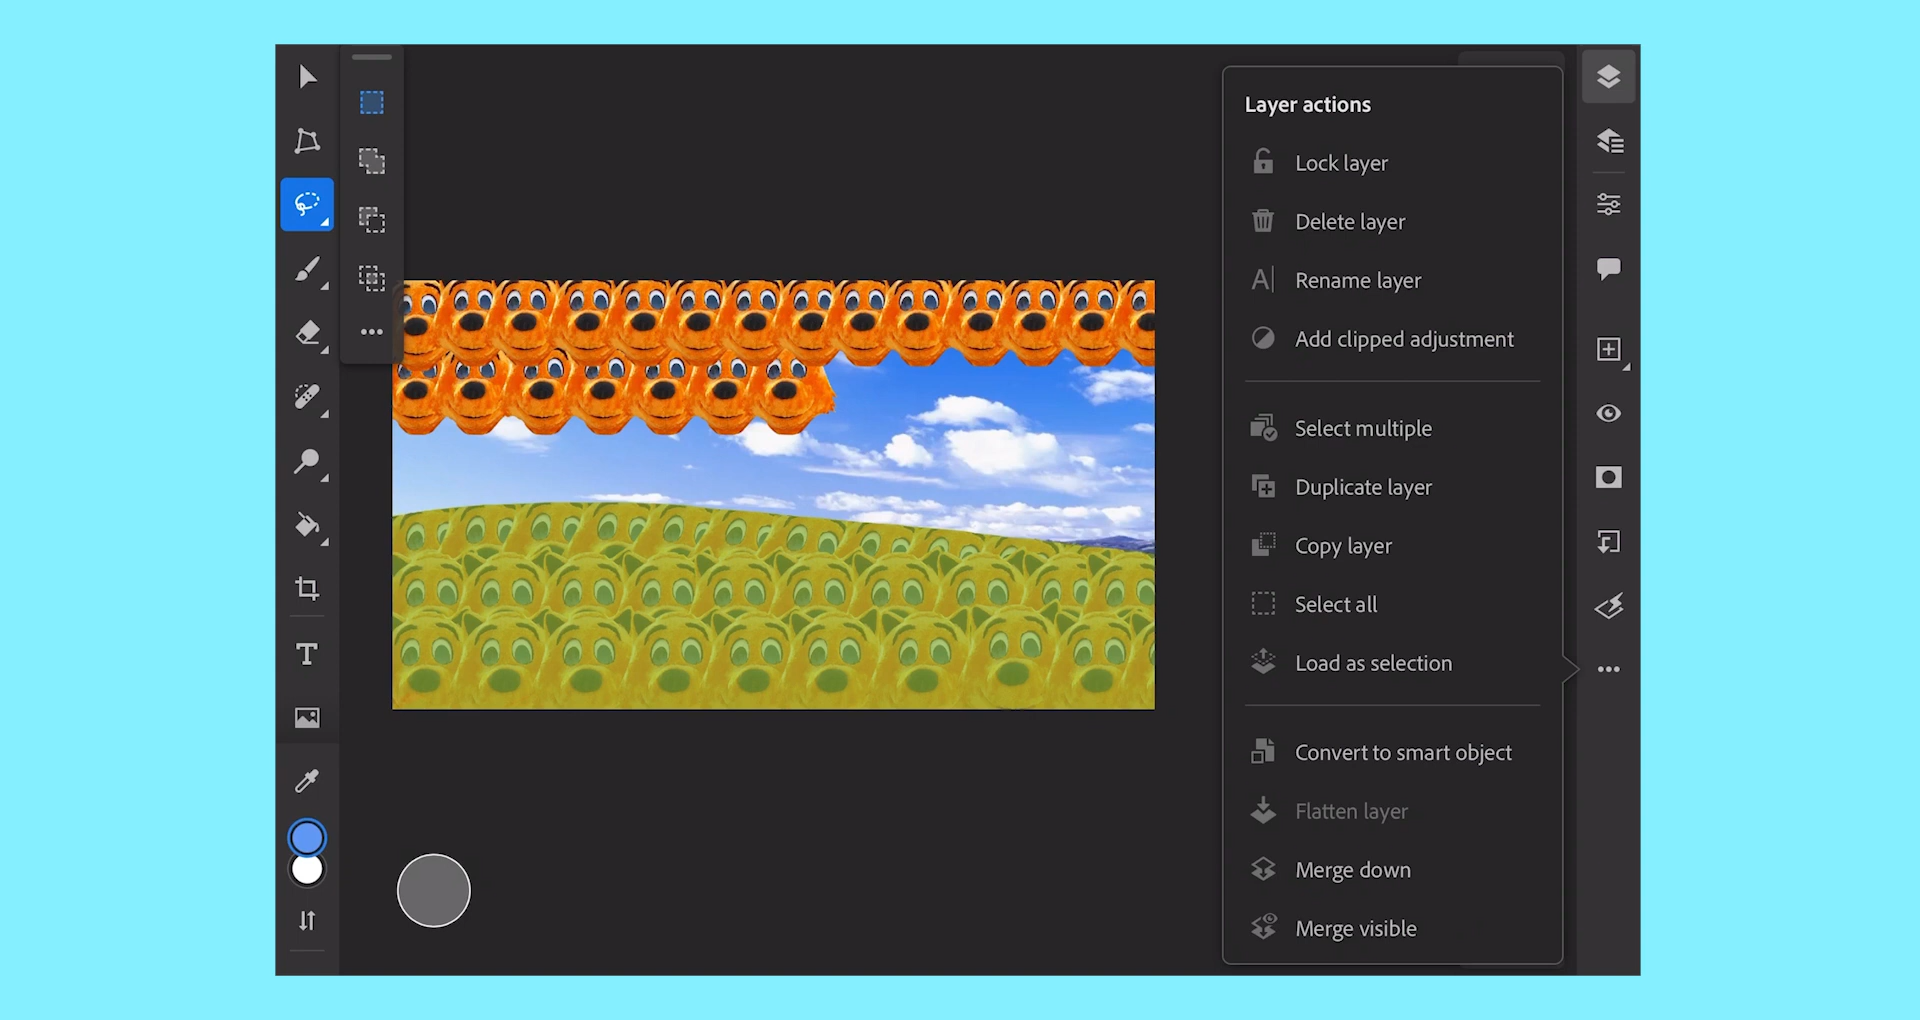 Layer actions
Lock layer
Delete layer
Rename layer
Add clipped adjustment
Select multiple
Duplicate layer
Copy layer
Select all
Load as selection
Convert to smart object
Flatten layer
Merge down
Merge visible